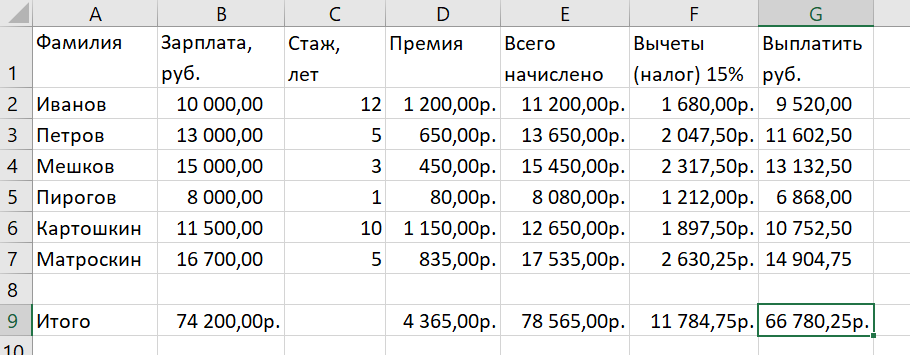 A B C D E F G
1 Фамилия Зарплата, руб. Стаж, лет Премия Всего начислено Вычеты (налог) 15% Выплатить руб.
2 Иванов 10 000,00 12 1 200,00р. 11 200,00р. 1 680,00р. 9 520,00
3 Петров 13 000,00 5 650,00р. 13 650,00р. 2 047,50р. 11 602,50
4 Мешков 15 000,00 3 450,00р. 15 450,00р. 2 317,50р. 13 132,50
5 Пирогов 8 000,00 1 80,00р. 8 080,00р. 1 212,00р. 6 868,00
6 Картошкин 11 500,00 10 1 150,00р. 12 650,00р. 1 897,50р. 10 752,50
7 Матроскин 16 700,00 5 835,00р. 17 535,00р. 2 630,25р. 14 904,75
8
9 Итого 74 200,00р. 4 365,00р. 78 565,00р. 11 784,75р. 66 780,25р.
10